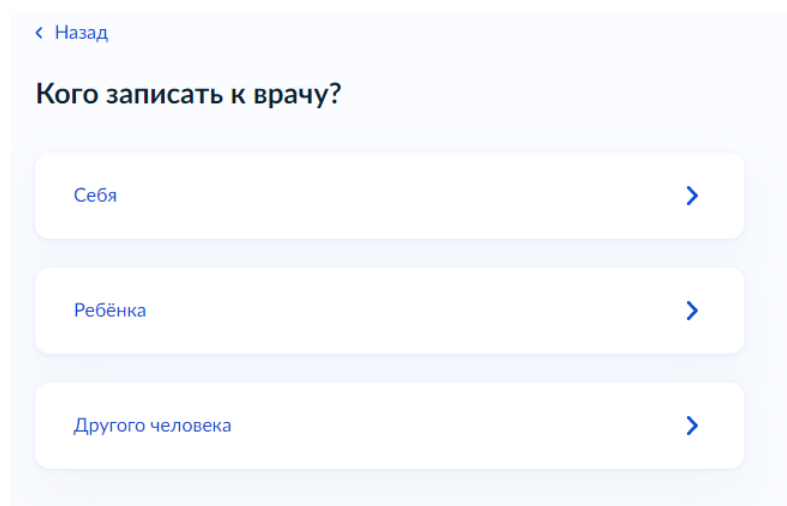 Назад
Кого записать к врачу?
Себя
Ребёнка
Другого человека